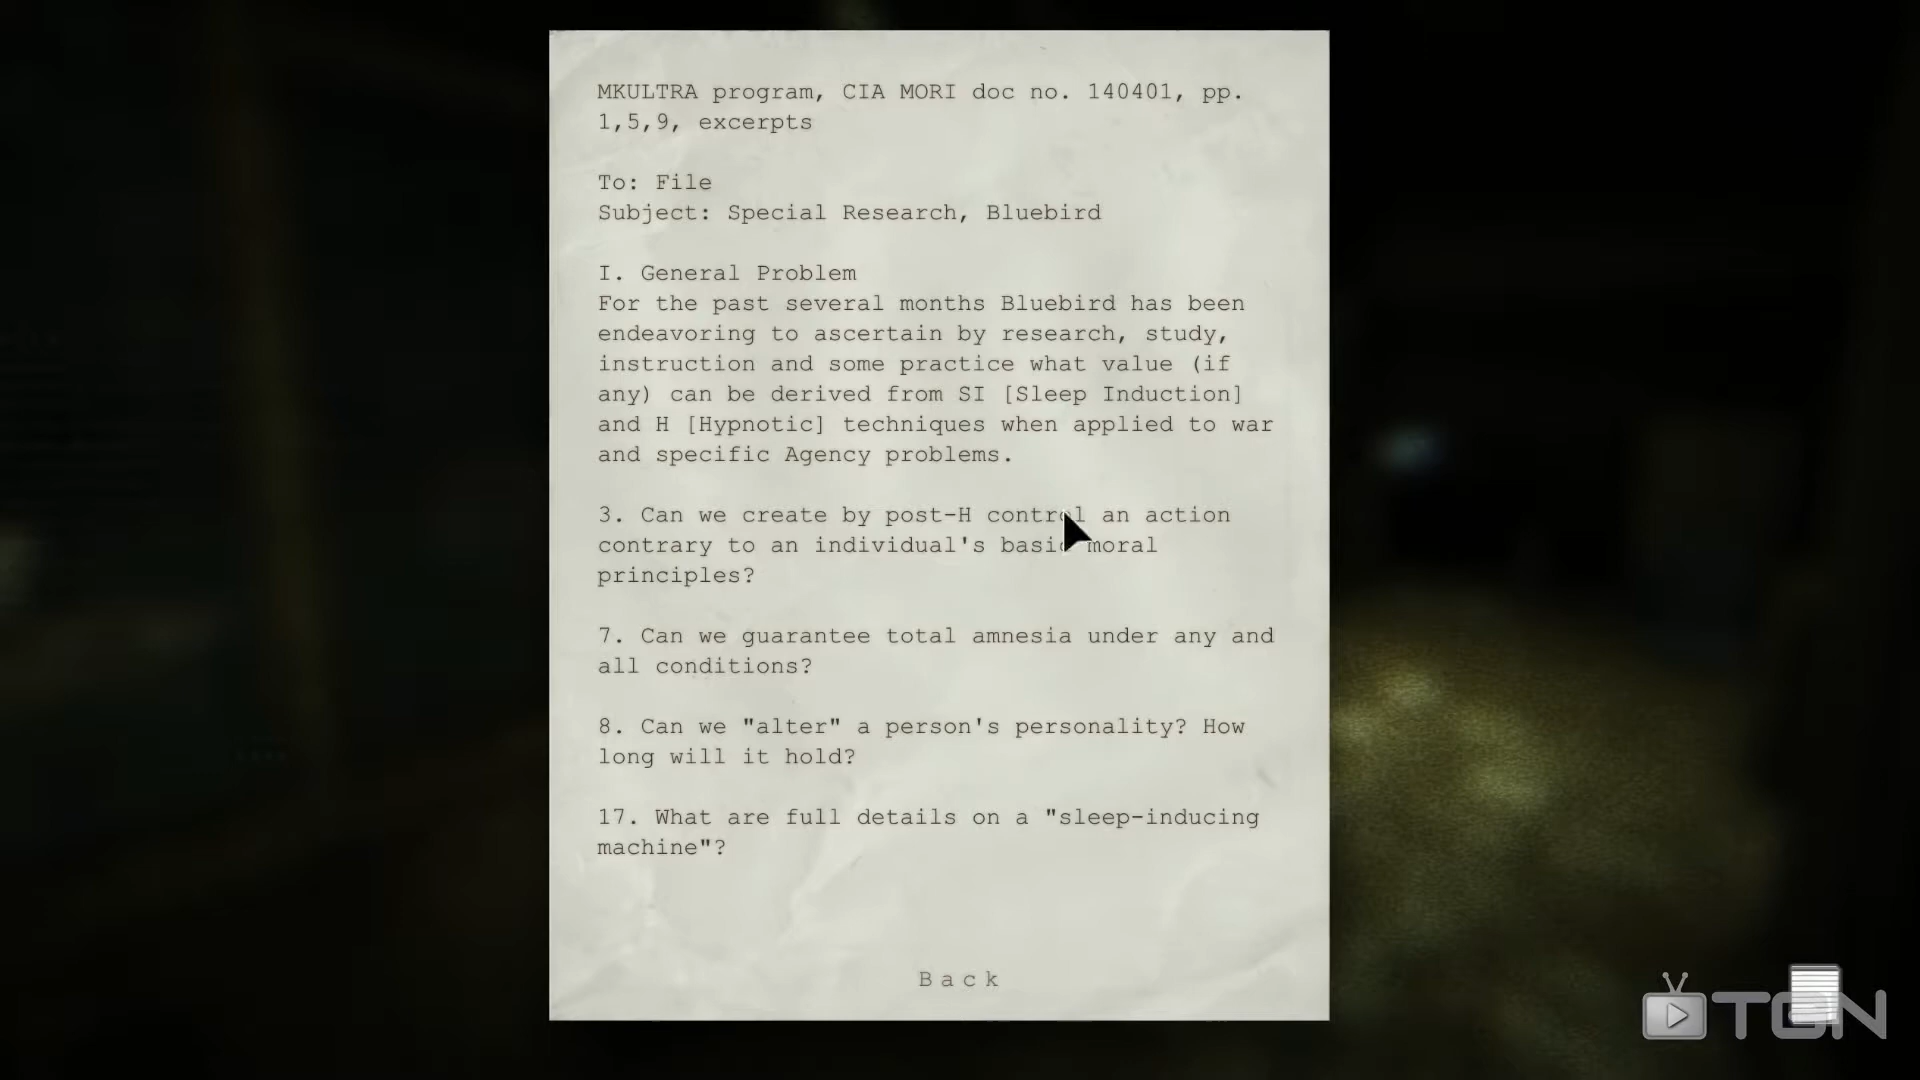 MKULTRA program, CIA MORI doc no. 140401, pp.
1,5,9, excerpts
To: File
Subject: Special Research, Bluebird
I. General Problem
For the past several months Bluebird has been
endeavoring to ascertain by research, study,
instruction and some practice what value (if
any) can be derived from SI [Sleep Induction]
and H [Hypnotic] techniques when applied to war
and specific Agency problems.
3. Can we create by post-H control an action
contrary to an individual's basic moral
principles?
7. Can we guarantee total amnesia under any and
all conditions?
8. Can we "alter" a person's personality? How
long will it hold?
17. What are full details on a "sleep-inducing
machine"?
Back
TGN